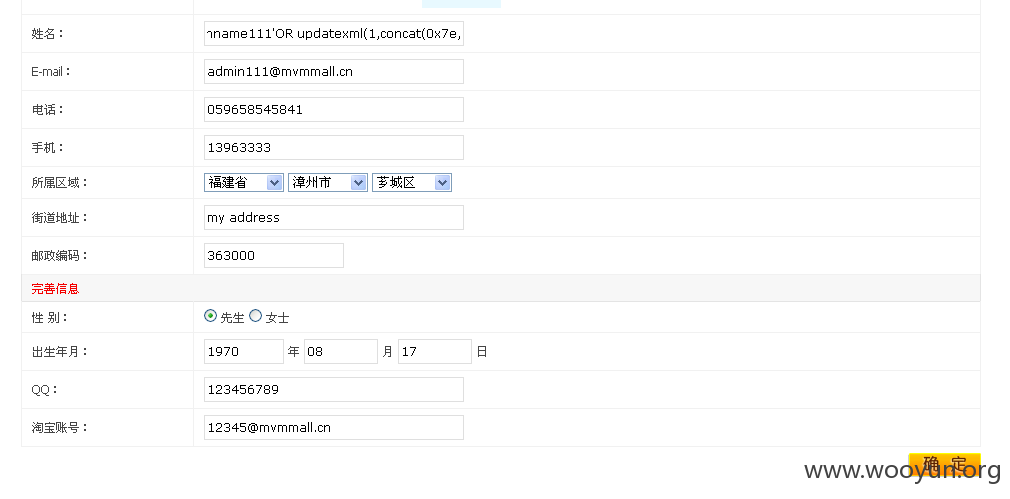 姓名： nname111'OR updatexml(1,concat(0x7e,
E-mail： admin111@mvmmall.cn
电话： 059658545841
手机： 13963333
所属区域： 福建省 漳州市 芗城区
街道地址： my address
邮政编码： 363000
完善信息
性 别： 先生 女士
出生年月： 1970 年 08 月 17 日
QQ： 123456789
淘宝账号： 12345@mvmmall.cn
确 定
www.wooyun.org